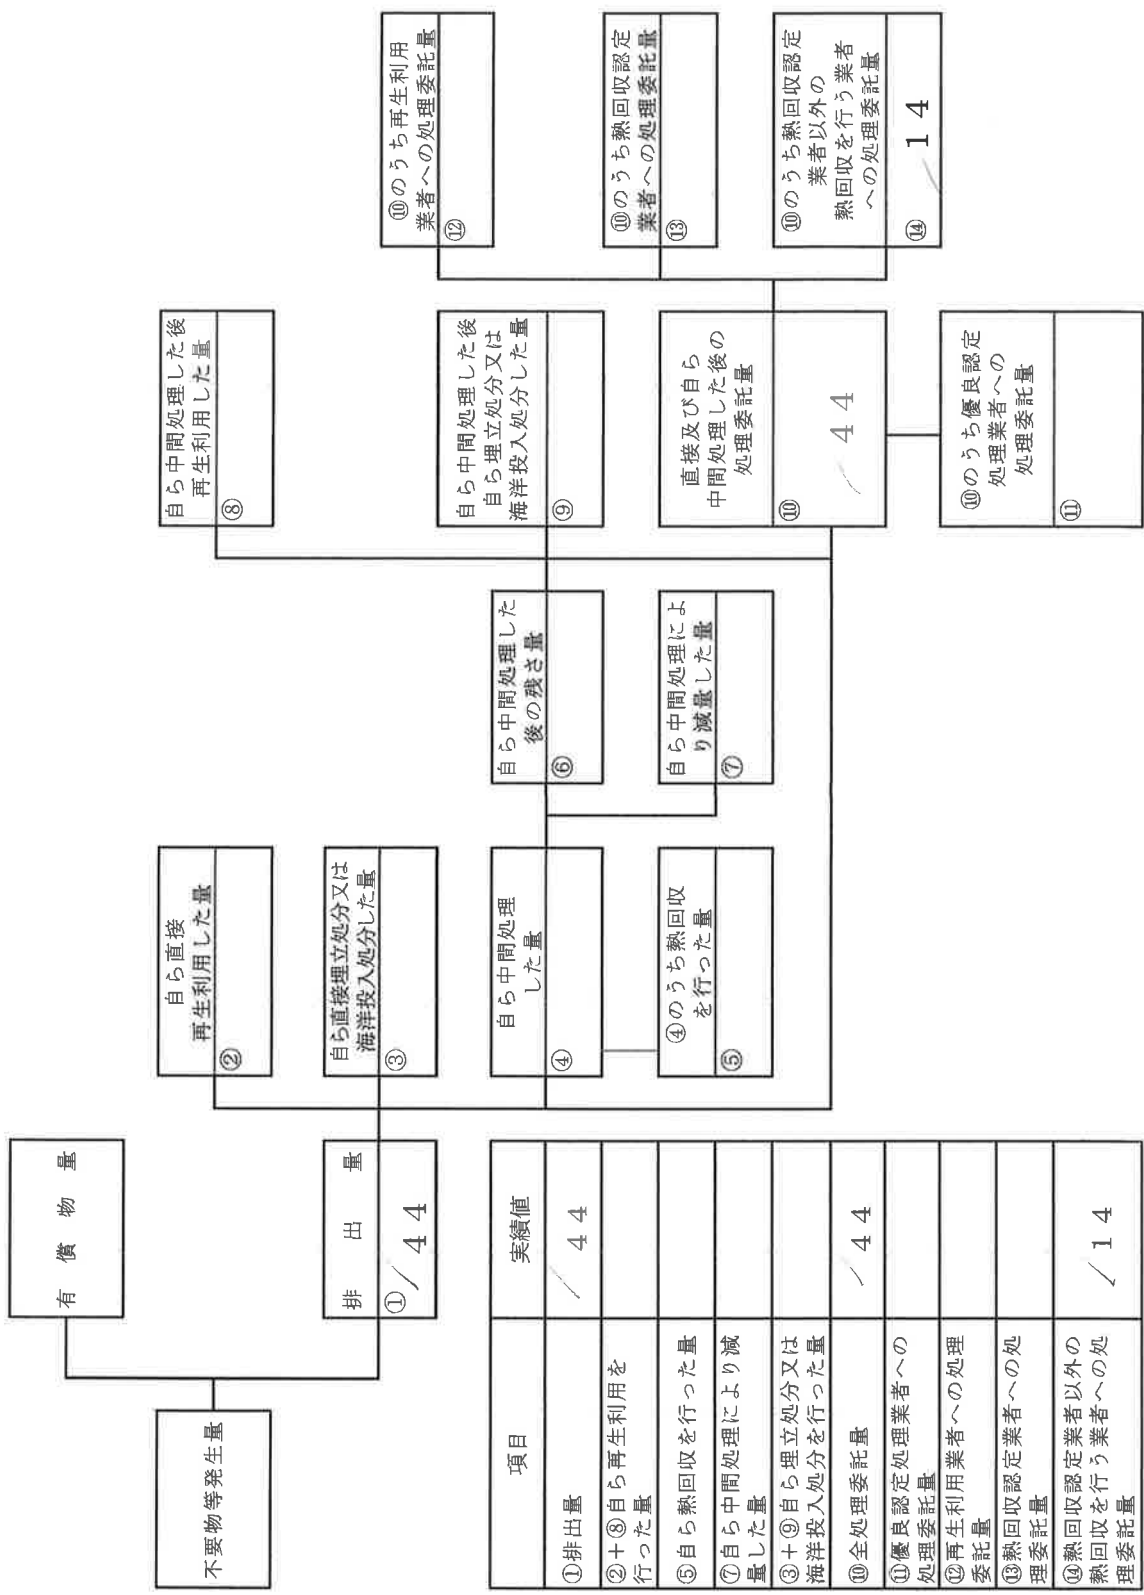 不要物等発生量
有償物量
排出量
① / 44
自ら直接
再生利用した量
②
自ら直接埋立処分又は
海洋投入処分した量
③
自ら中間処理
した量
④
④のうち熱回収
を行った量
⑤
自ら中間処理した
後の残さ量
⑥
自ら中間処理によ
り減量した量
⑦
自ら中間処理した後
再生利用した量
⑧
自ら中間処理した後
自ら埋立処分又は
海洋投入処分した量
⑨
直接及び自ら
中間処理した後の
処理委託量
⑩ / 44
⑩のうち優良認定
処理業者への
処理委託量
⑪
⑩のうち再生利用
業者への処理委託量
⑫
⑩のうち熱回収認定
業者への処理委託量
⑬
⑩のうち熱回収認定
業者以外の
熱回収を行う業者
への処理委託量
⑭ / 14
項目 実績値
①排出量 / 44
②+⑧自ら再生利用を
行った量
⑤自ら熱回収を行った量
⑦自ら中間処理により減
量した量
③+⑨自ら埋立処分又は
海洋投入処分を行った量
⑩全処理委託量 / 44
⑪優良認定処理業者への
処理委託量
⑫再生利用業者への処理
委託量
⑬熱回収認定業者への処
理委託量
⑭熱回収認定業者以外の
熱回収を行う業者への処
理委託量 / 14